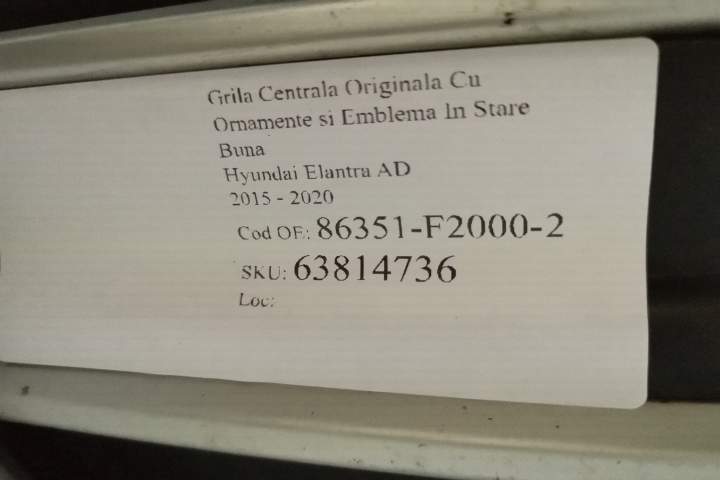 Grila Centrala Originala Cu
Ornamente si Emblema In Stare
Buna
Hyundai Elantra AD
2015 - 2020
Cod OE: 86351-F2000-2
SKU: 63814736
Loc: